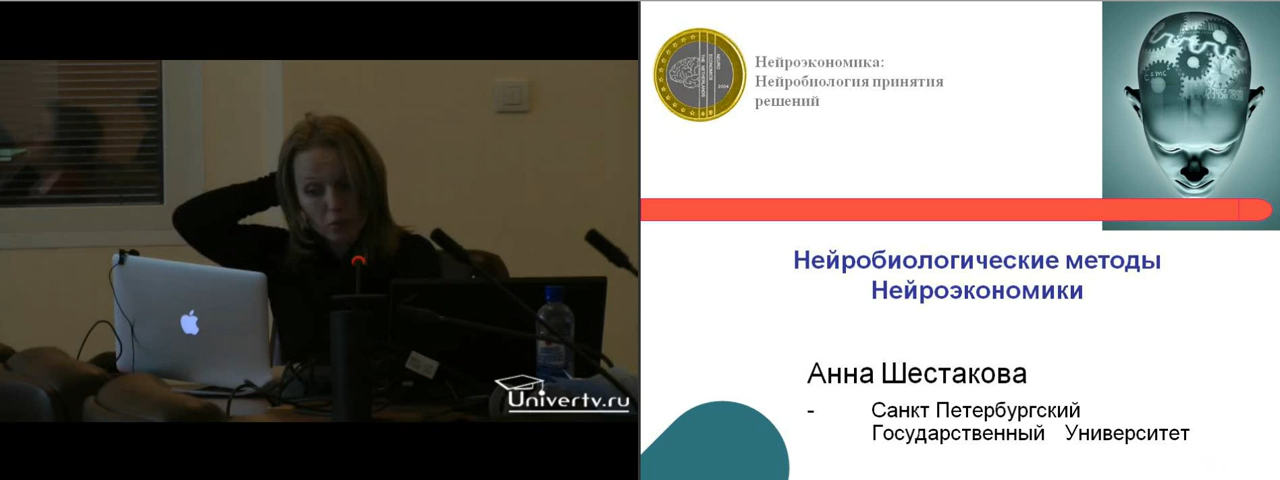 Univertv.ru
Нейроэкономика:
Нейробиология принятия
решений
Нейробиологические методы
Нейроэкономики
Анна Шестакова
- Санкт Петербургский
Государственный Университет